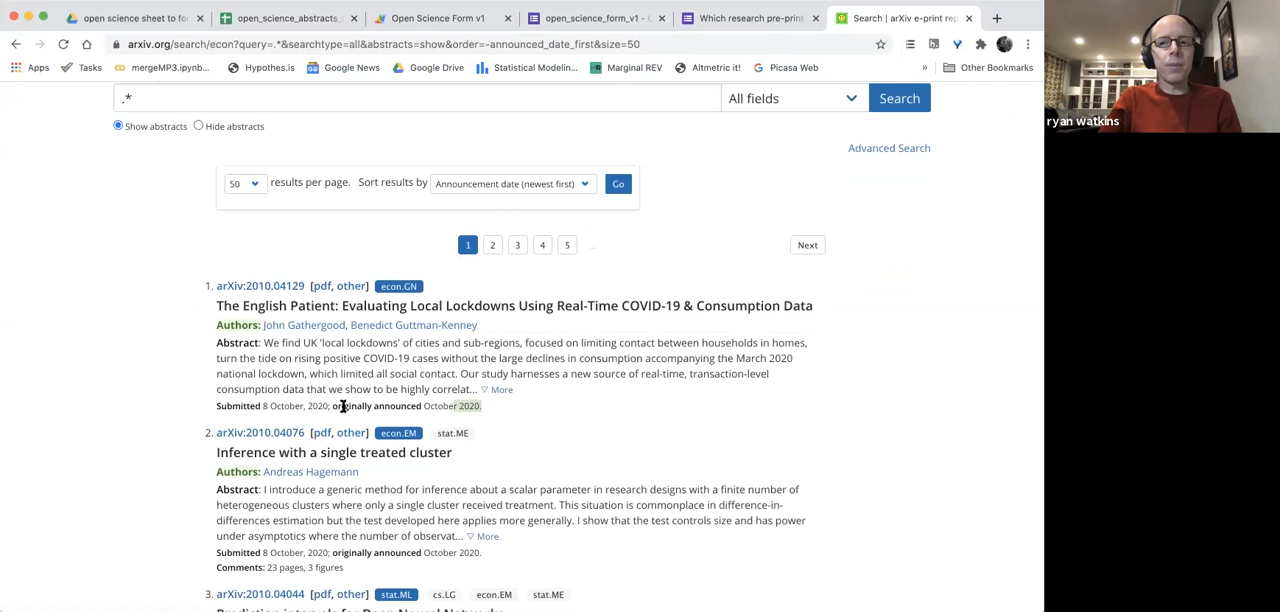 open science sheet to for
open_science_abstracts_
Open Science Form v1
open_science_form_v1 - G
Which research pre-print
Search | arXiv e-print rep
arxiv.org/search/econ?query=.*&searchtype=all&abstracts=show&order=-announced_date_first&size=50
Apps Tasks mergeMP3.ipynb... Hypothes.is Google News Google Drive Statistical Modelin... Marginal REV Altmetric it! Picasa Web » Other Bookmarks
ryan watkins
.* All fields Search
Show abstracts Hide abstracts
Advanced Search
50 results per page. Sort results by Announcement date (newest first) Go
1 2 3 4 5 ... Next
1. arXiv:2010.04129 [pdf, other] econ.GN
The English Patient: Evaluating Local Lockdowns Using Real-Time COVID-19 & Consumption Data
Authors: John Gathergood, Benedict Guttman-Kenney
Abstract: We find UK 'local lockdowns' of cities and sub-regions, focused on limiting contact between households in homes,
turn the tide on rising positive COVID-19 cases without the large declines in consumption accompanying the March 2020
national lockdown, which limited all social contact. Our study harnesses a new source of real-time, transaction-level
consumption data that we show to be highly correlat... ▽ More
Submitted 8 October, 2020; originally announced October 2020.
2. arXiv:2010.04076 [pdf, other] econ.EM stat.ME
Inference with a single treated cluster
Authors: Andreas Hagemann
Abstract: I introduce a generic method for inference about a scalar parameter in research designs with a finite number of
heterogeneous clusters where only a single cluster received treatment. This situation is commonplace in difference-in-
differences estimation but the test developed here applies more generally. I show that the test controls size and has power
under asymptotics where the number of observat... ▽ More
Submitted 8 October, 2020; originally announced October 2020.
Comments: 23 pages, 3 figures
3. arXiv:2010.04044 [pdf, other] stat.ML cs.LG econ.EM stat.ME
Prediction intervals for Deep Neural Networks